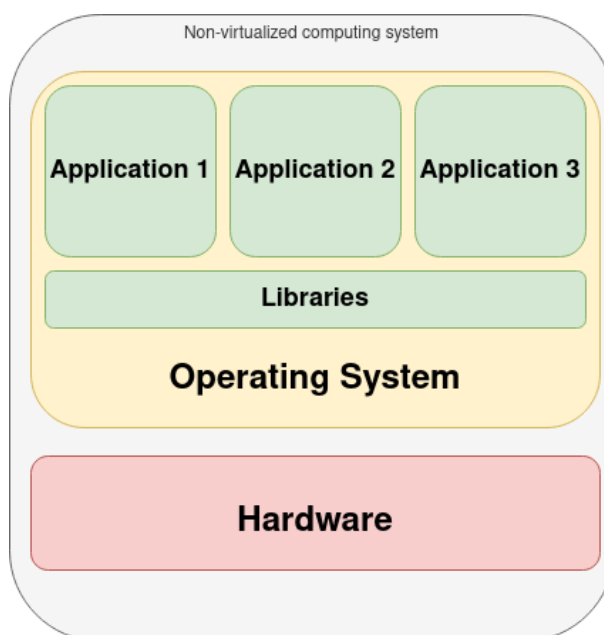 Non-virtualized computing system
Application 1
Application 2
Application 3
Libraries
Operating System
Hardware